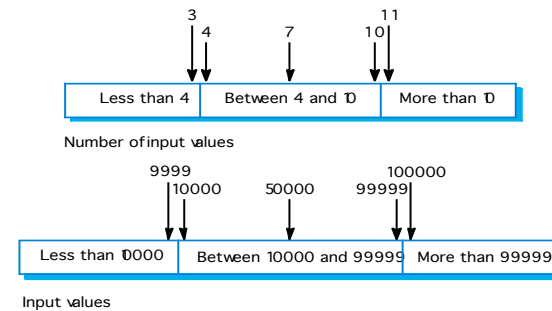 3 11
4 7 10
Less than 4 Between 4 and 10 More than 10
Number of input values
9999 100000
10000 50000 99999
Less than 10000 Between 10000 and 99999 More than 99999
Input values